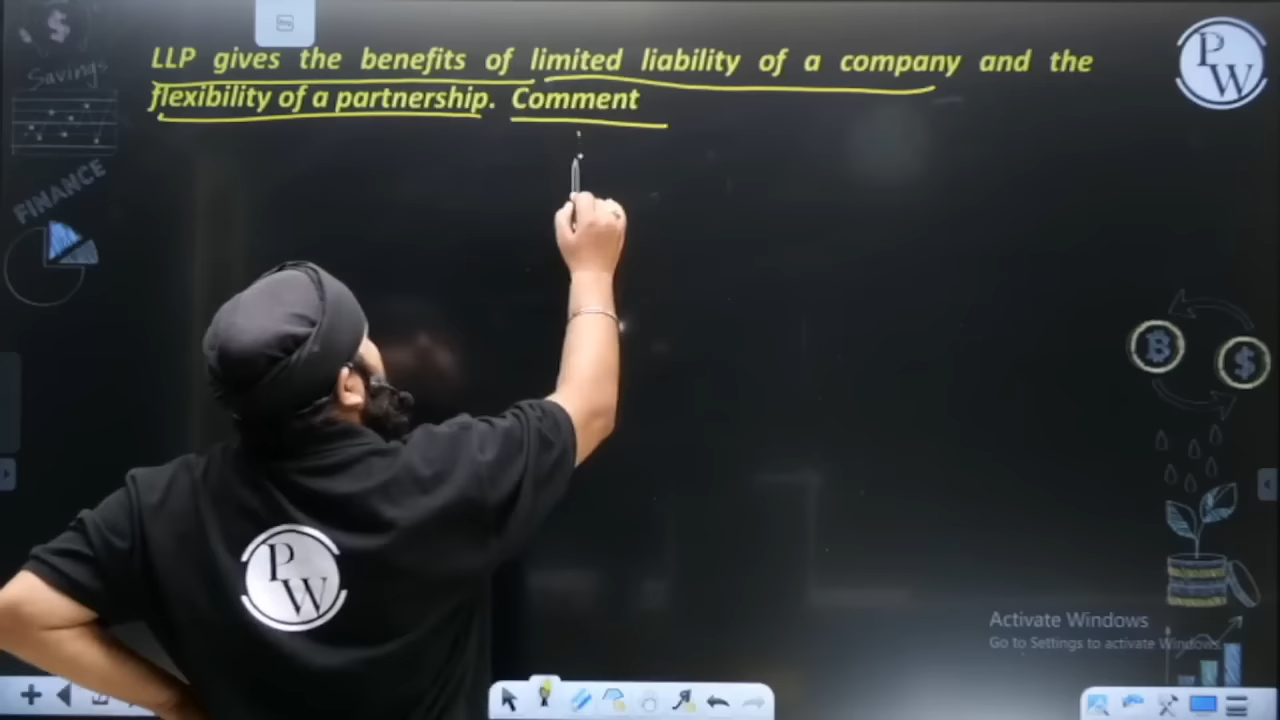 Savings
FINANCE
LLP gives the benefits of limited liability of a company and the
flexibility of a partnership. Comment
P
W
P
W
Activate Windows
Go to Settings to activate Windows.